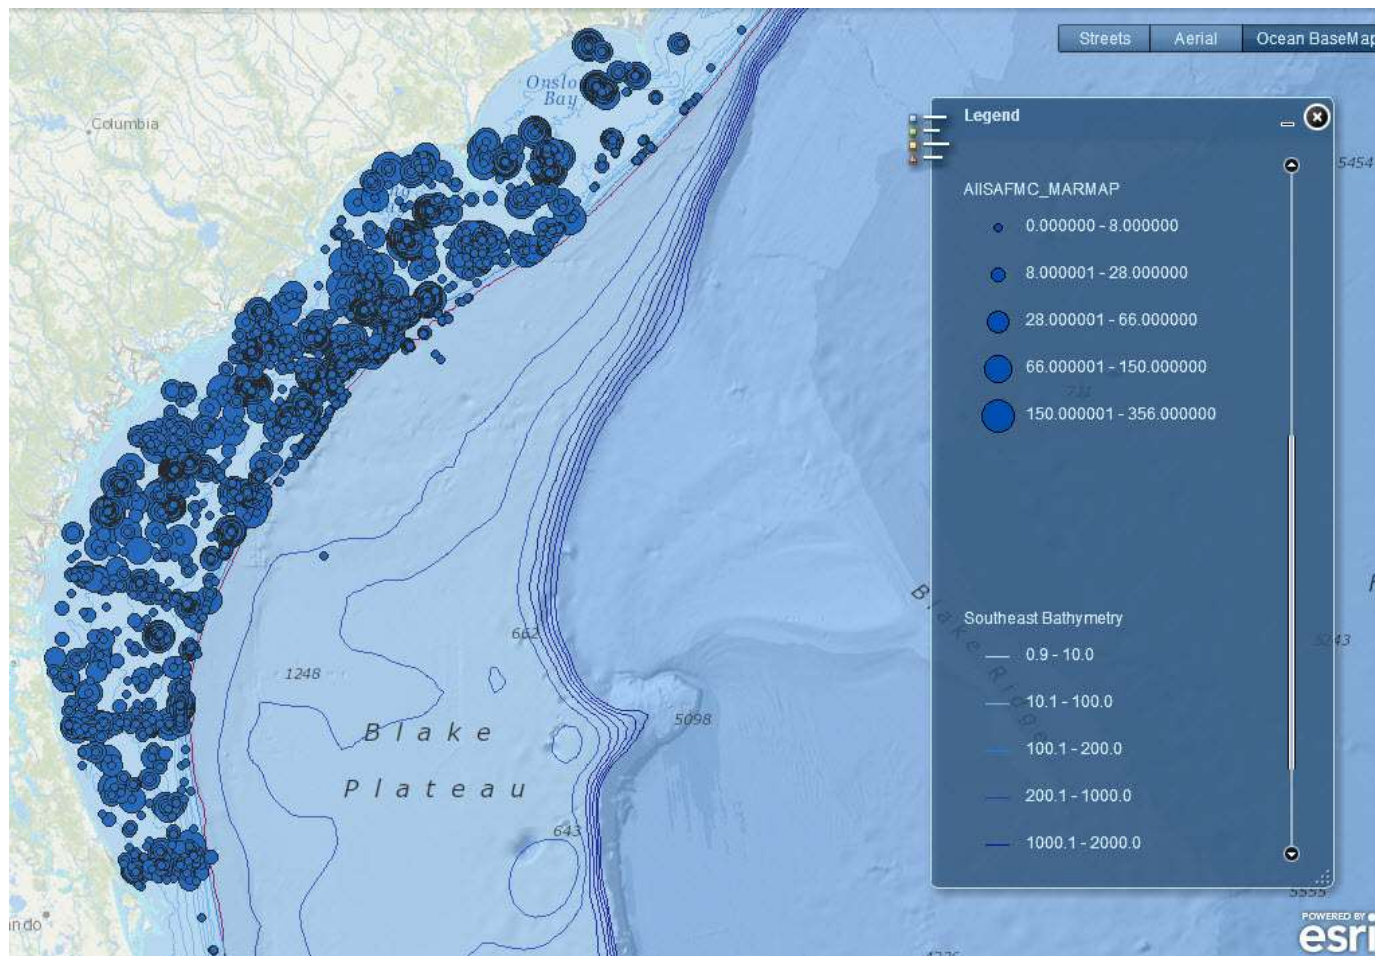 Streets
Aerial
Ocean BaseMap
Onslo
Bay
Columbia
Legend
5454
AllSAFMC_MARMAP
0.000000 - 8.000000
8.000001 - 28.000000
28.000001 - 66.000000
66.000001 - 150.000000
150.000001 - 356.000000
Blake Ridge
Southeast Bathymetry
0.9 - 10.0
10.1 - 100.0
100.1 - 200.0
200.1 - 1000.0
1000.1 - 2000.0
662
1248
5098
Blake
Plateau
643
ando
POWERED BY
esri